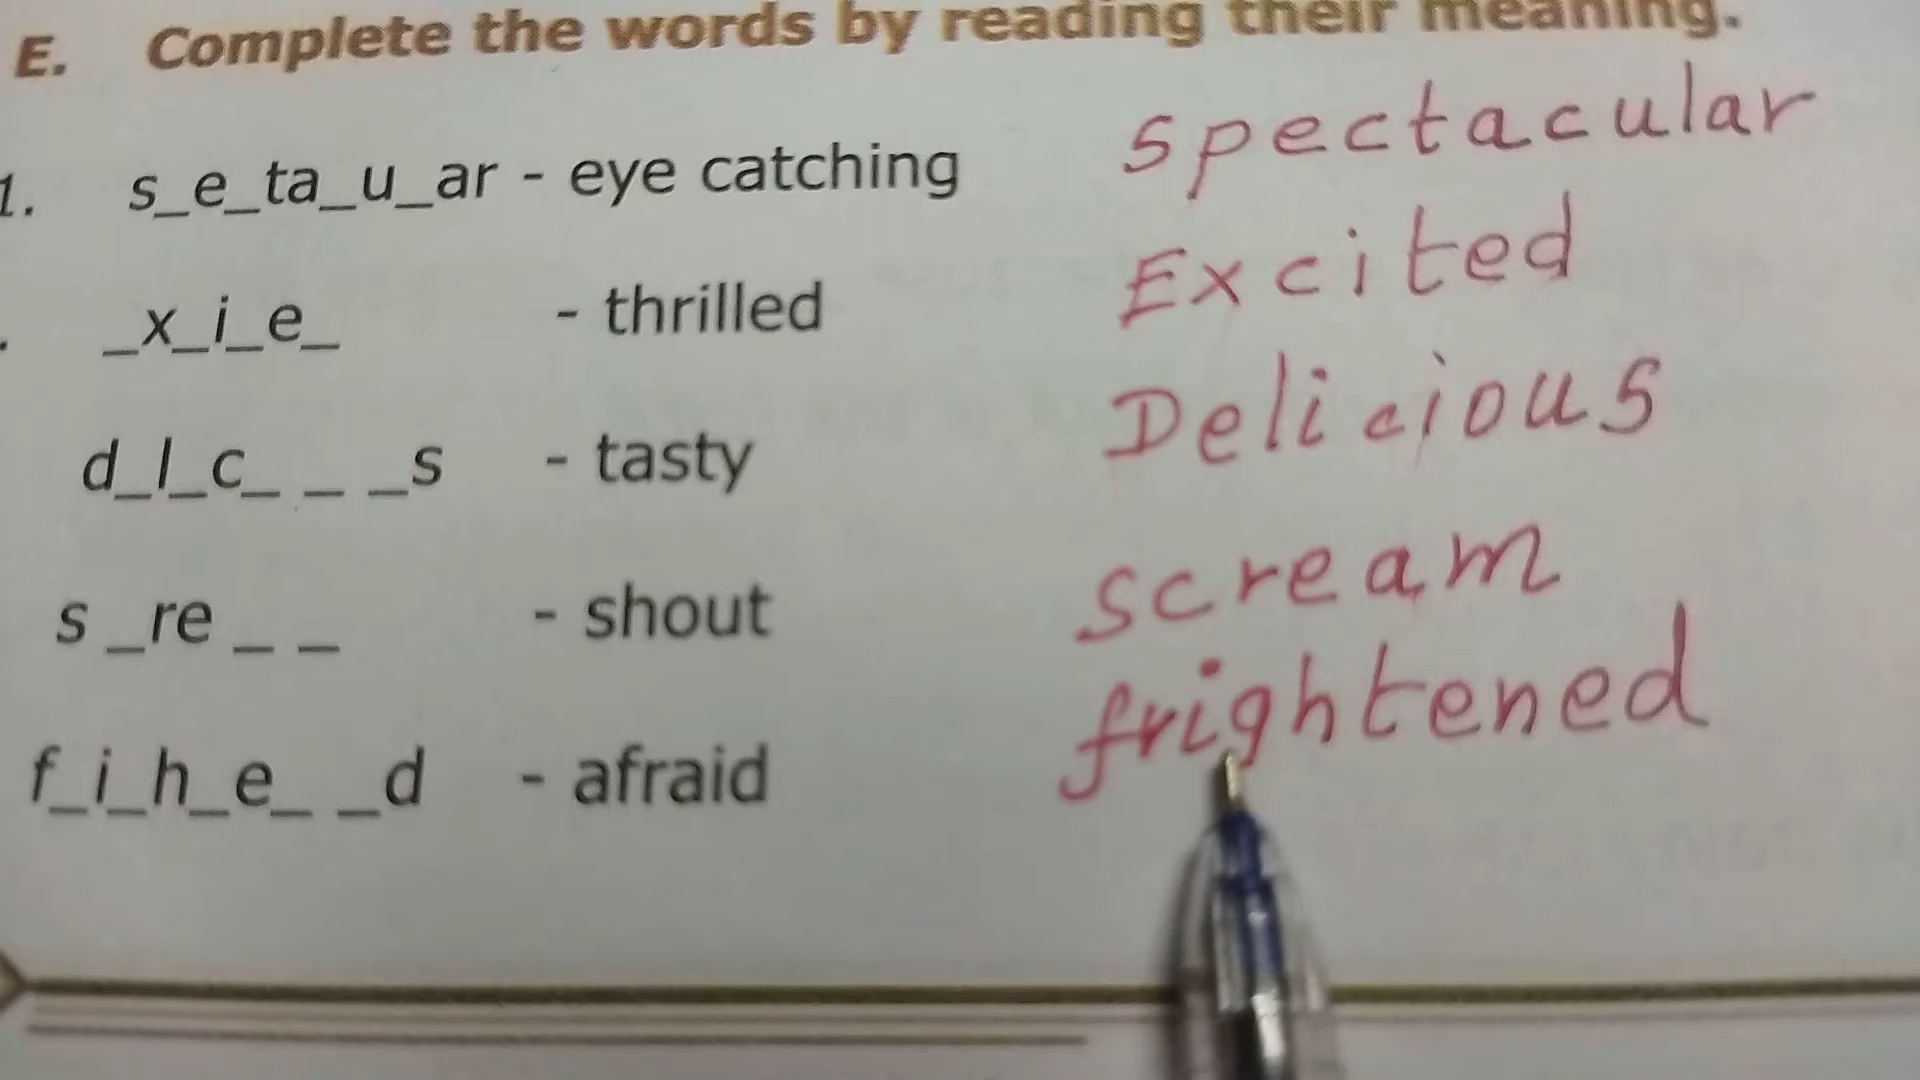 E. Complete the words by reading their meaning.
1. s_e_ta_u_ar - eye catching Spectacular
. _x_i_e_ - thrilled Excited
d_l_c_ _ _s - tasty Delicious
s _re _ _ - shout scream
f_i_h_e_ _d - afraid frightened